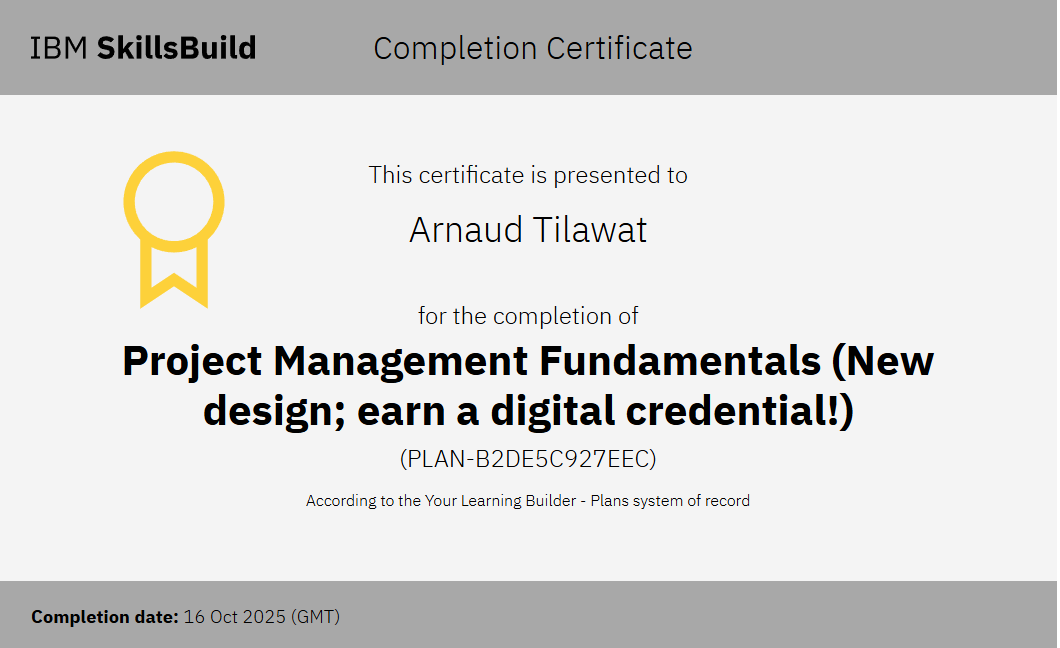 IBM SkillsBuild
Completion Certificate
This certificate is presented to
Arnaud Tilawat
for the completion of
Project Management Fundamentals (New
design; earn a digital credential!)
(PLAN-B2DE5C927EEC)
According to the Your Learning Builder - Plans system of record
Completion date: 16 Oct 2025 (GMT)